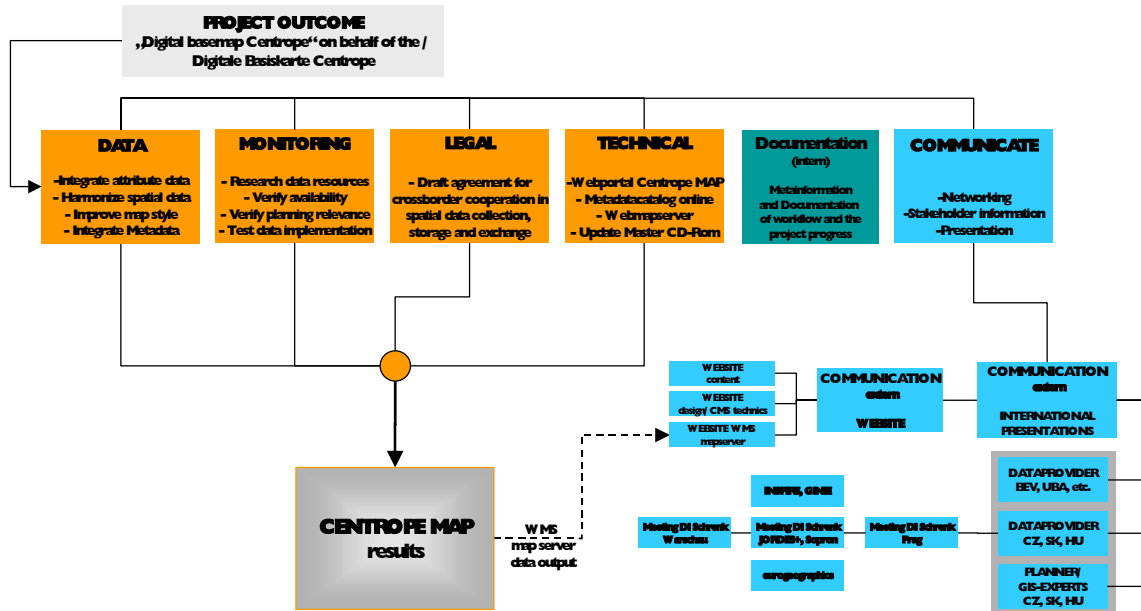 PROJECT OUTCOME
„Digital basemap Centrope“ on behalf of the /
Digitale Basiskarte Centrope
DATA
-Integrate attribute data
- Harmonize spatial data
- Improve map style
- Integrate Metadata
MONITORING
- Research data resources
- Verify availability
- Verify planning relevance
- Test data implementation
LEGAL
- Draft agreement for
crossborder cooperation in
spatial data collection,
storage and exchange
TECHNICAL
-Webportal Centrope MAP
- Metadatacatalog online
- Webmapserver
- Update Master CD-Rom
Documentation
(intern)
Metainformation
and Documentation
of workflow and the
project progress
COMMUNICATE
-Networking
-Stakeholder information
-Presentation
WEBSITE
content
WEBSITE
design/ CMS technics
WEBSITE WMS
mapserver
COMMUNICATION
extern
WEBSITE
COMMUNICATION
extern
INTERNATIONAL
PRESENTATIONS
CENTROPE MAP
results
WMS
map server
data output
INSPIRE, GINIE
Meeting DI Schrenk
Warschau
Meeting DI Schrenk
JORDES+, Sopron
Meeting DI Schrenk
Prag
eurogeographics
DATAPROVIDER
BEV, UBA, etc.
DATAPROVIDER
CZ, SK, HU
PLANNER/
GIS-EXPERTS
CZ, SK, HU